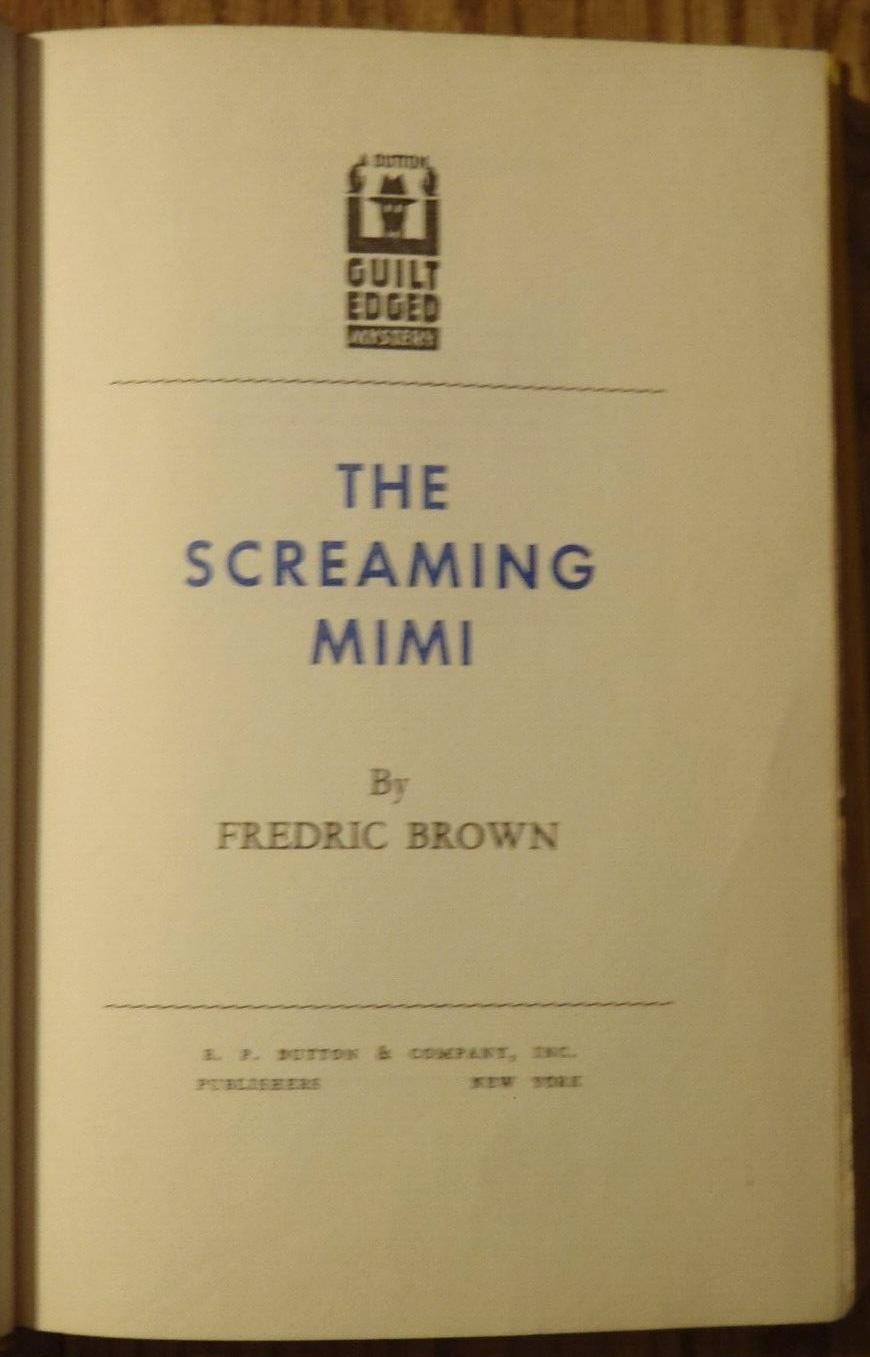 A DUTTON
GUILT
EDGED
MYSTERY
THE
SCREAMING
MIMI
By
FREDRIC BROWN
E. P. DUTTON & COMPANY, INC.
PUBLISHERS NEW YORK